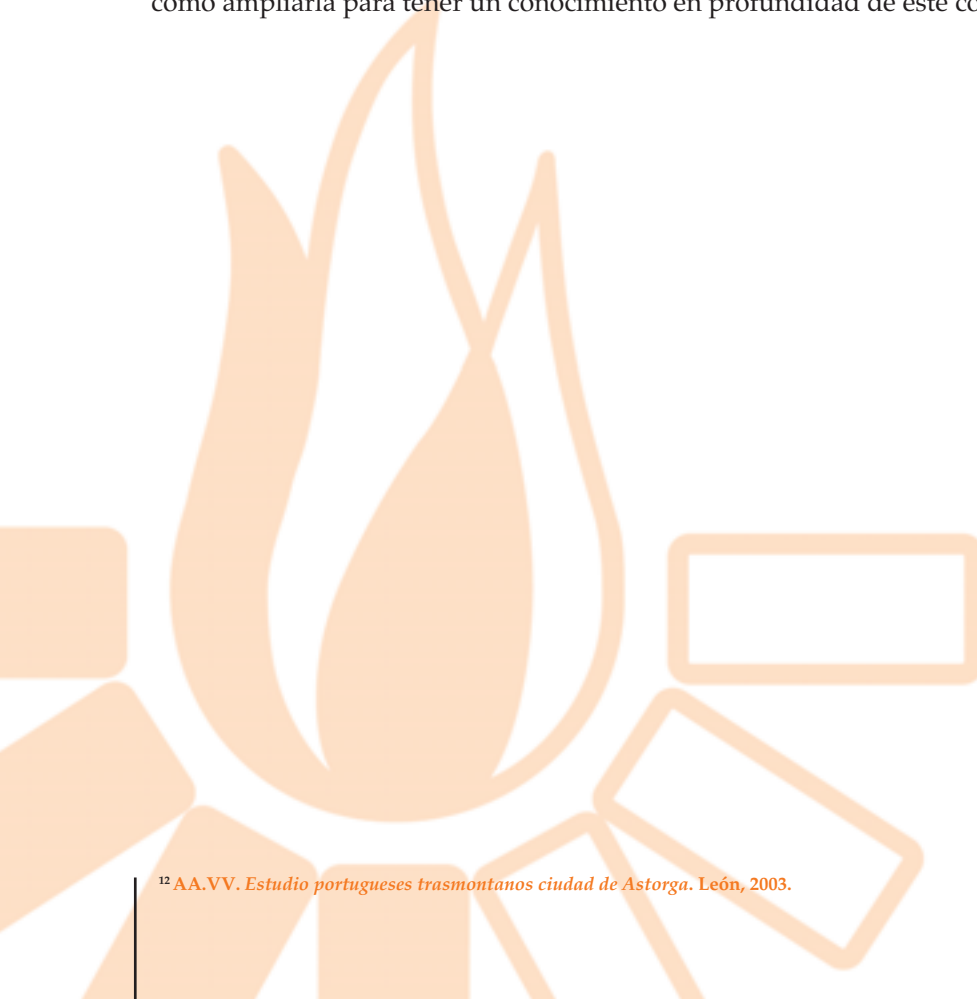 como ampliarla para tener un conocimiento en profundidad de este
12 AA.VV. Estudio portugueses trasmontanos ciudad de Astorga. León, 2003.